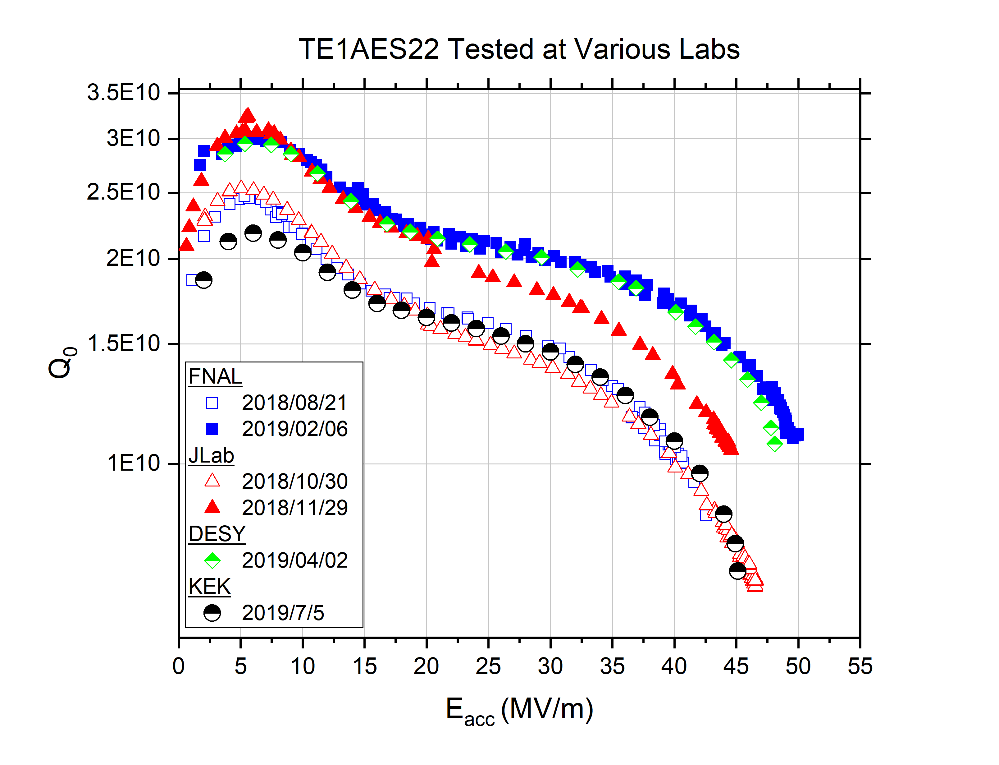 TE1AES22 Tested at Various Labs
3.5E10
3E10
2.5E10
2E10
1.5E10
1E10
Q0
FNAL
2018/08/21
2019/02/06
JLab
2018/10/30
2018/11/29
DESY
2019/04/02
KEK
2019/7/5
0 5 10 15 20 25 30 35 40 45 50 55
Eacc (MV/m)